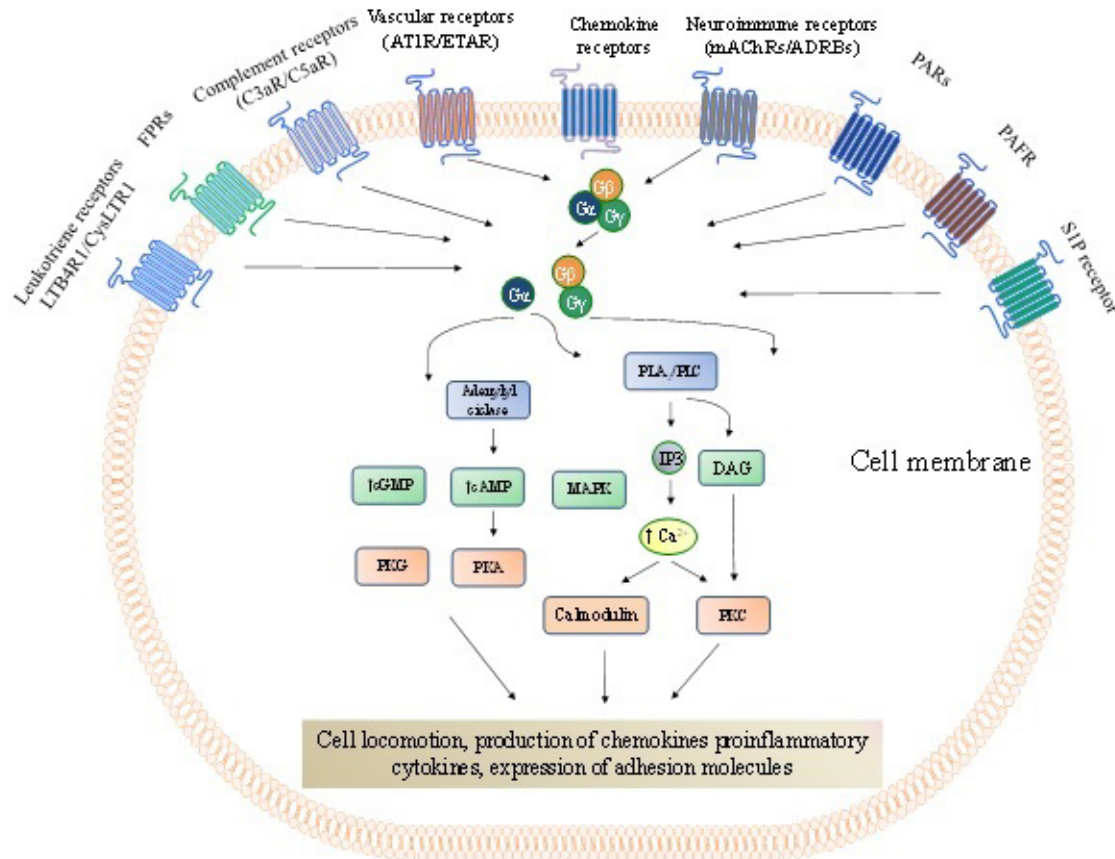 Vascular receptors
(AT1R/ETAR)
Chemokine
receptors
Neuroimmune receptors
(mAChRs/ADRBs)
Complement receptors
(C3aR/C5aR)
PARs
FPRs
PAFR
Leukotriene receptors
LTB4R1/CysLTR1
S1P receptor
Gβ
Gα
Gγ
Gβ
Gα
Gγ
Adenylyl
ciclase
PLA /PLC
IP3
DAG
Cell membrane
↑cGMP
↑cAMP
MAPK
↑ Ca²⁺
PKG
PKA
Calmodulin
PKC
Cell locomotion, production of chemokines proinflammatory
cytokines, expression of adhesion molecules